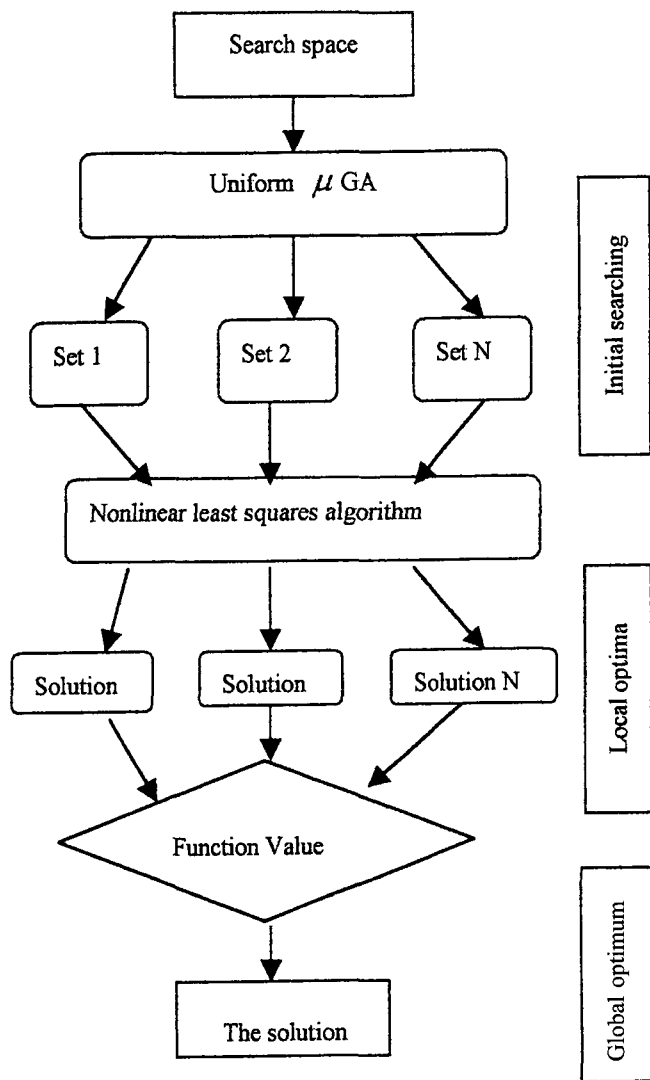 Search space
Uniform μ GA
Set 1
Set 2
Set N
Initial searching
Nonlinear least squares algorithm
Solution
Solution
Solution N
Local optima
Function Value
The solution
Global optimum